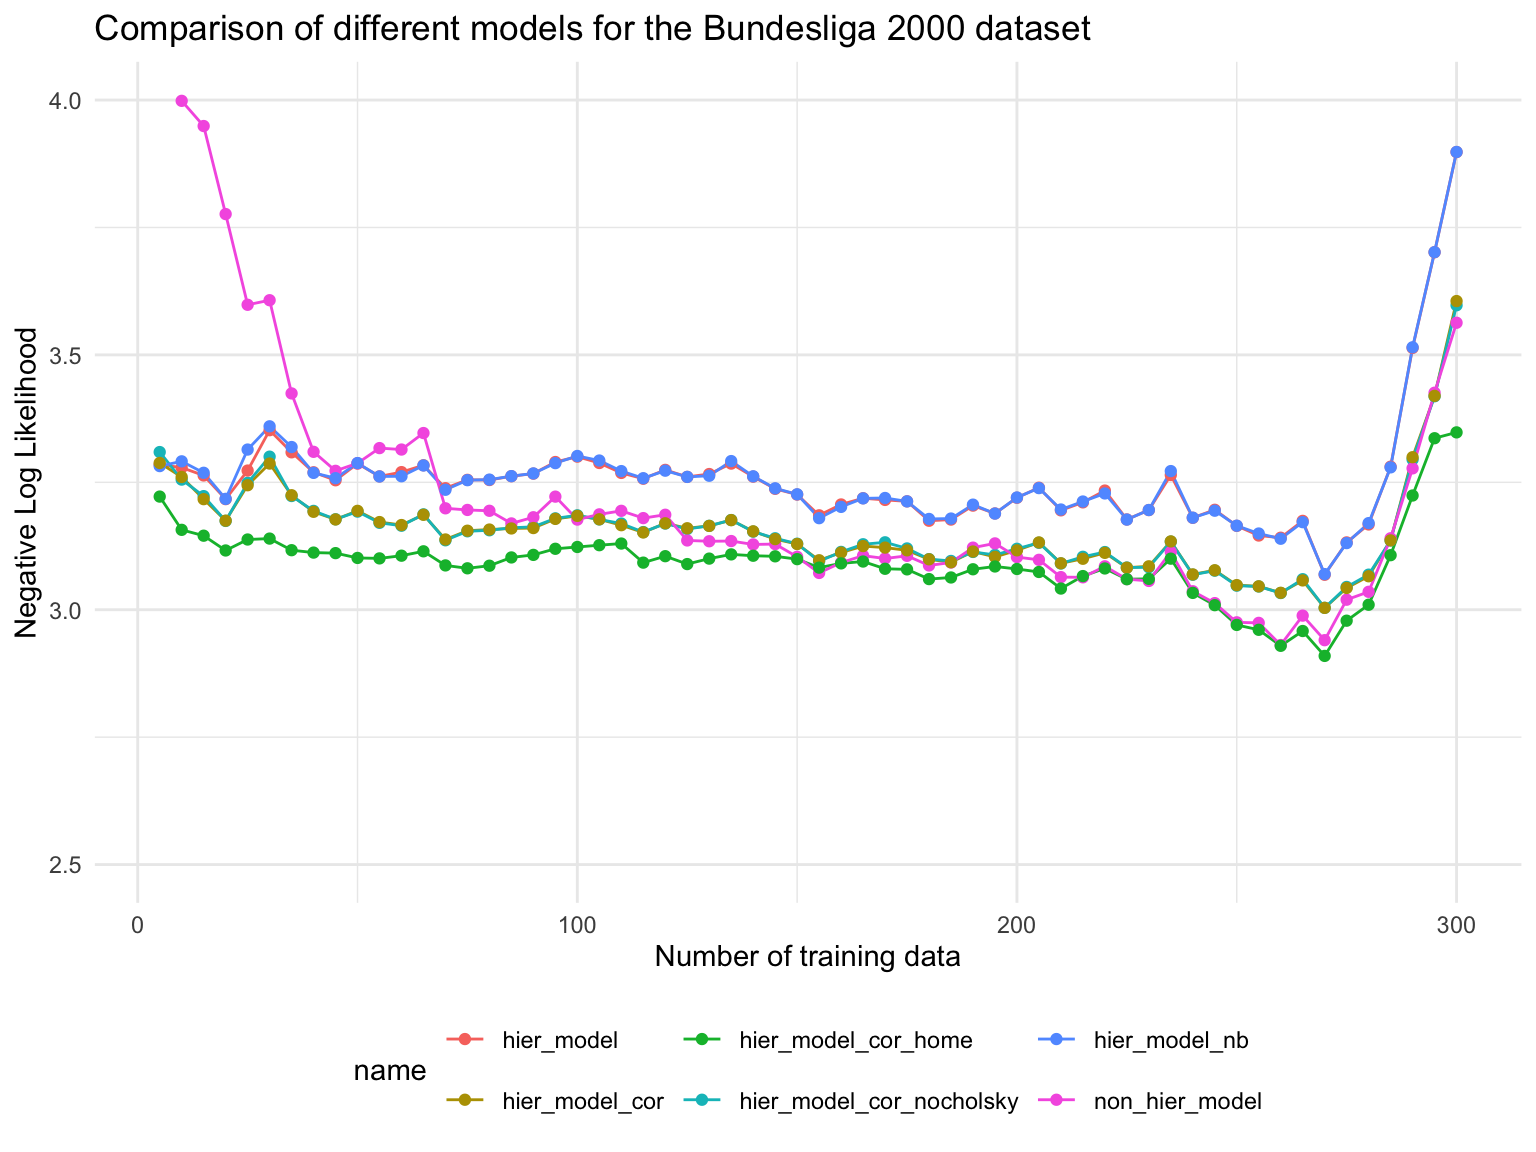 Comparison of different models for the Bundesliga 2000 dataset
Negative Log Likelihood
4.0
3.5
3.0
2.5
0 100 200 300
Number of training data
name
hier_model hier_model_cor_home hier_model_nb
hier_model_cor hier_model_cor_nocholsky non_hier_model